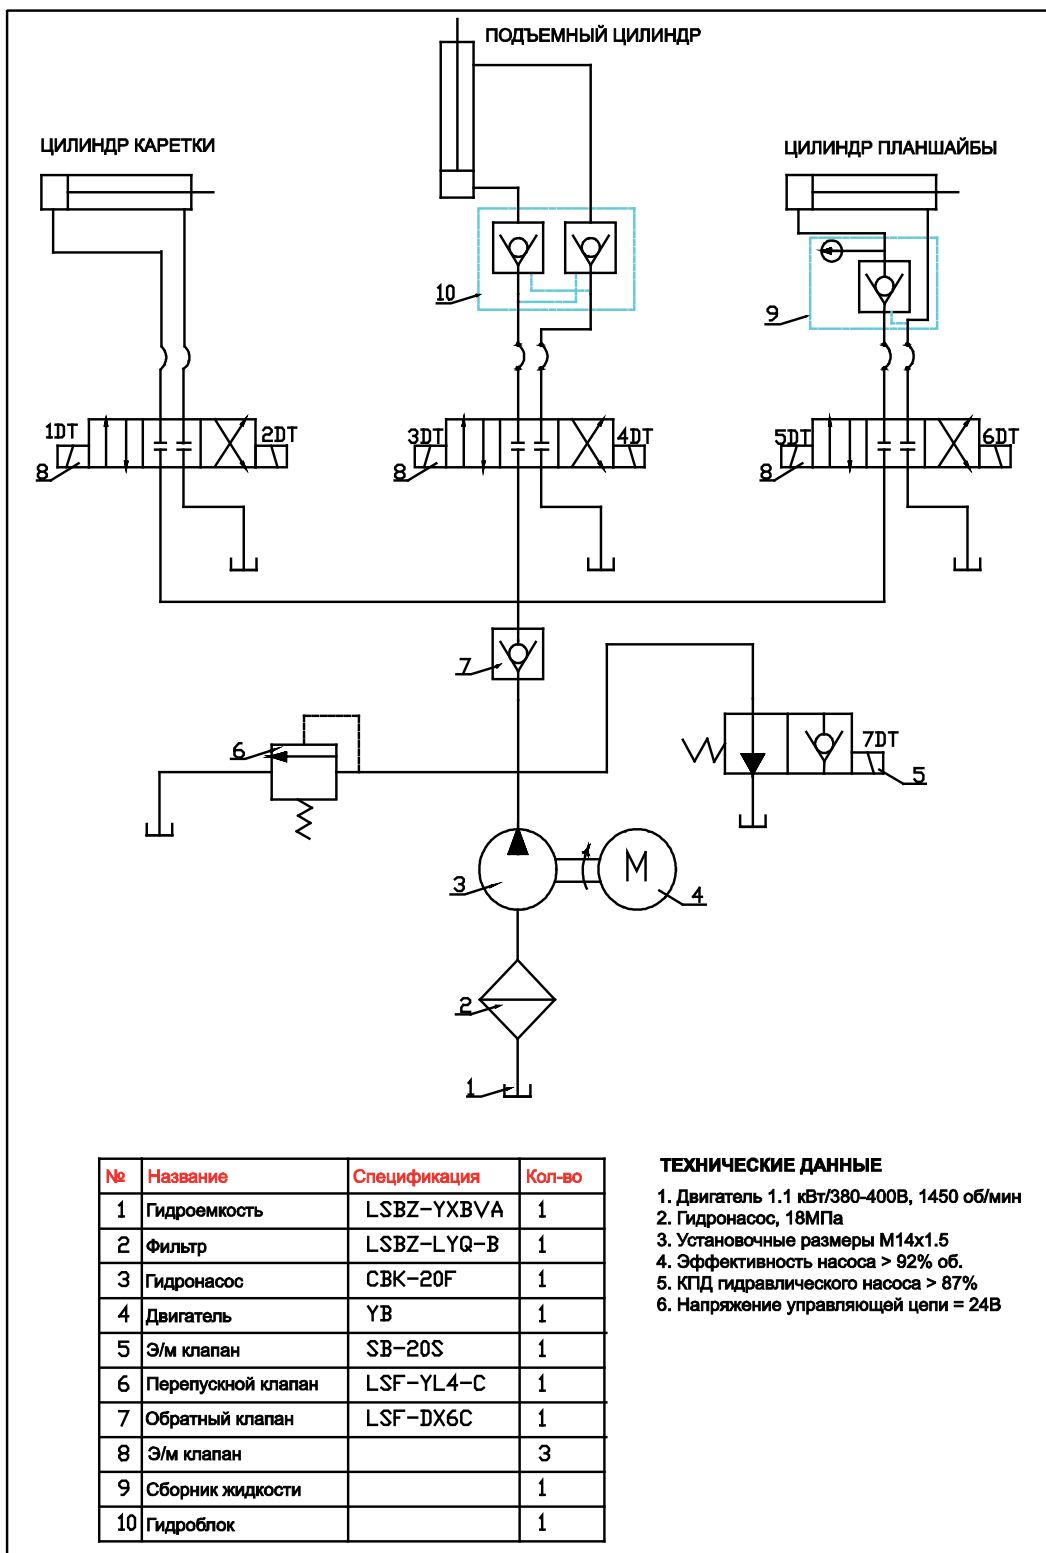 ПОДЪЕМНЫЙ ЦИЛИНДР
ЦИЛИНДР КАРЕТКИ
ЦИЛИНДР ПЛАНШАЙБЫ
10
9
1DT
2DT
8
3DT
4DT
8
5DT
6DT
8
7
6
7DT
5
3
M
4
2
1
№ Название Спецификация Кол-во
1 Гидроемкость LSBZ-YXBVA 1
2 Фильтр LSBZ-LYQ-B 1
3 Гидронасос CBK-20F 1
4 Двигатель YB 1
5 Э/м клапан SB-20S 1
6 Перепускной клапан LSF-YL4-C 1
7 Обратный клапан LSF-DX6C 1
8 Э/м клапан 3
9 Сборник жидкости 1
10 Гидроблок 1
ТЕХНИЧЕСКИЕ ДАННЫЕ
1. Двигатель 1.1 кВт/380-400В, 1450 об/мин
2. Гидронасос, 18МПа
3. Установочные размеры М14х1.5
4. Эффективность насоса > 92% об.
5. КПД гидравлического насоса > 87%
6. Напряжение управляющей цепи = 24В